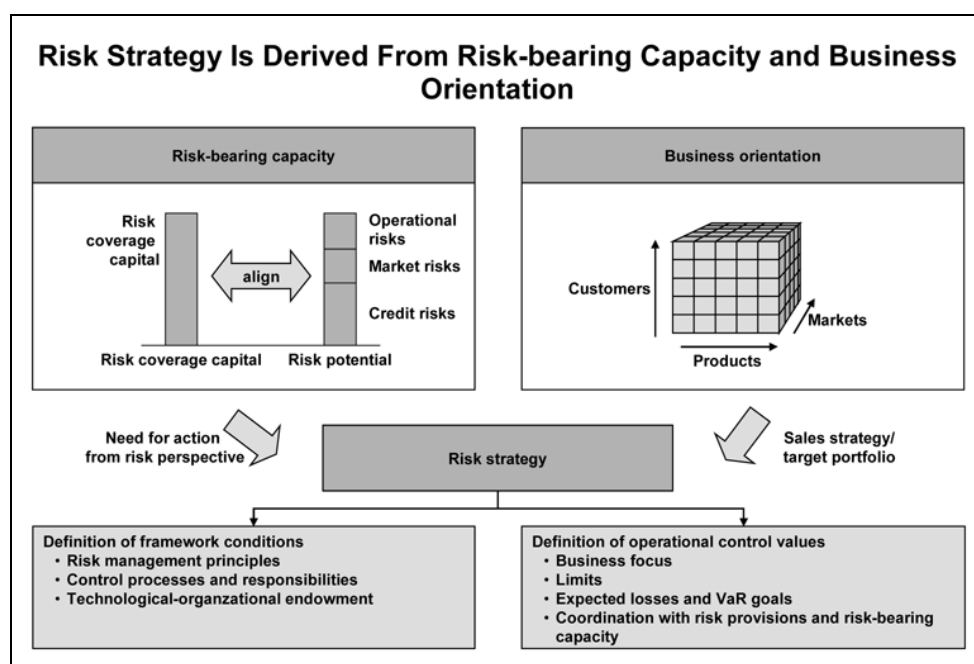 Risk Strategy Is Derived From Risk-bearing Capacity and Business
Orientation
Risk-bearing capacity
Risk
coverage
capital
align
Operational
risks
Market risks
Credit risks
Risk coverage capital
Risk potential
Business orientation
Customers
Markets
Products
Need for action
from risk perspective
Risk strategy
Sales strategy/
target portfolio
Definition of framework conditions
• Risk management principles
• Control processes and responsibilities
• Technological-organzational endowment
Definition of operational control values
• Business focus
• Limits
• Expected losses and VaR goals
• Coordination with risk provisions and risk-bearing
capacity